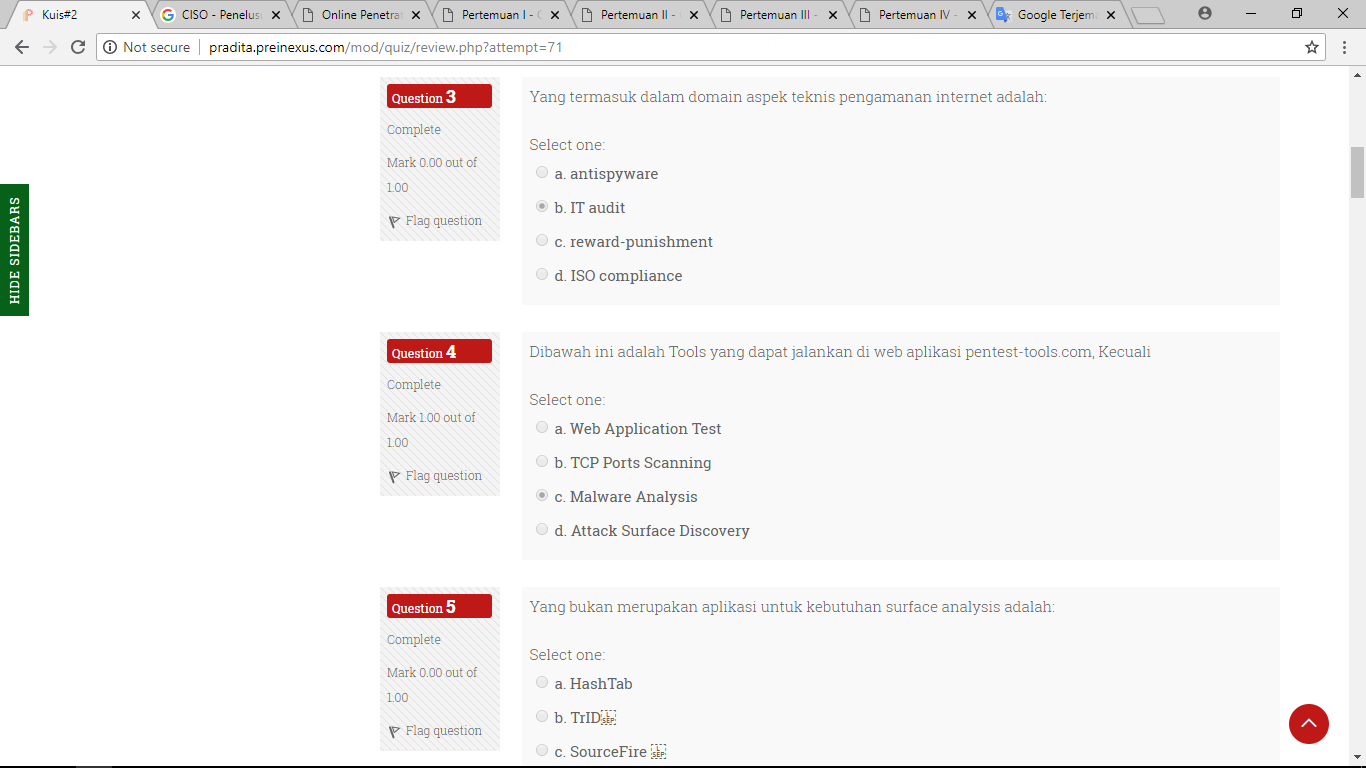 Kuis#2
CISO - Penelus
Online Penetrat
Pertemuan I -
Pertemuan II -
Pertemuan III -
Pertemuan IV -
Google Terjem
Not secure
pradita.preinexus.com/mod/quiz/review.php?attempt=71
HIDE SIDEBARS
Question 3
Complete
Mark 0.00 out of
1.00
Flag question
Yang termasuk dalam domain aspek teknis pengamanan internet adalah:
Select one:
a. antispyware
b. IT audit
c. reward-punishment
d. ISO compliance
Question 4
Complete
Mark 1.00 out of
1.00
Flag question
Dibawah ini adalah Tools yang dapat jalankan di web aplikasi pentest-tools.com, Kecuali
Select one:
a. Web Application Test
b. TCP Ports Scanning
c. Malware Analysis
d. Attack Surface Discovery
Question 5
Complete
Mark 0.00 out of
1.00
Flag question
Yang bukan merupakan aplikasi untuk kebutuhan surface analysis adalah:
Select one:
a. HashTab
b. TrID
c. SourceFire